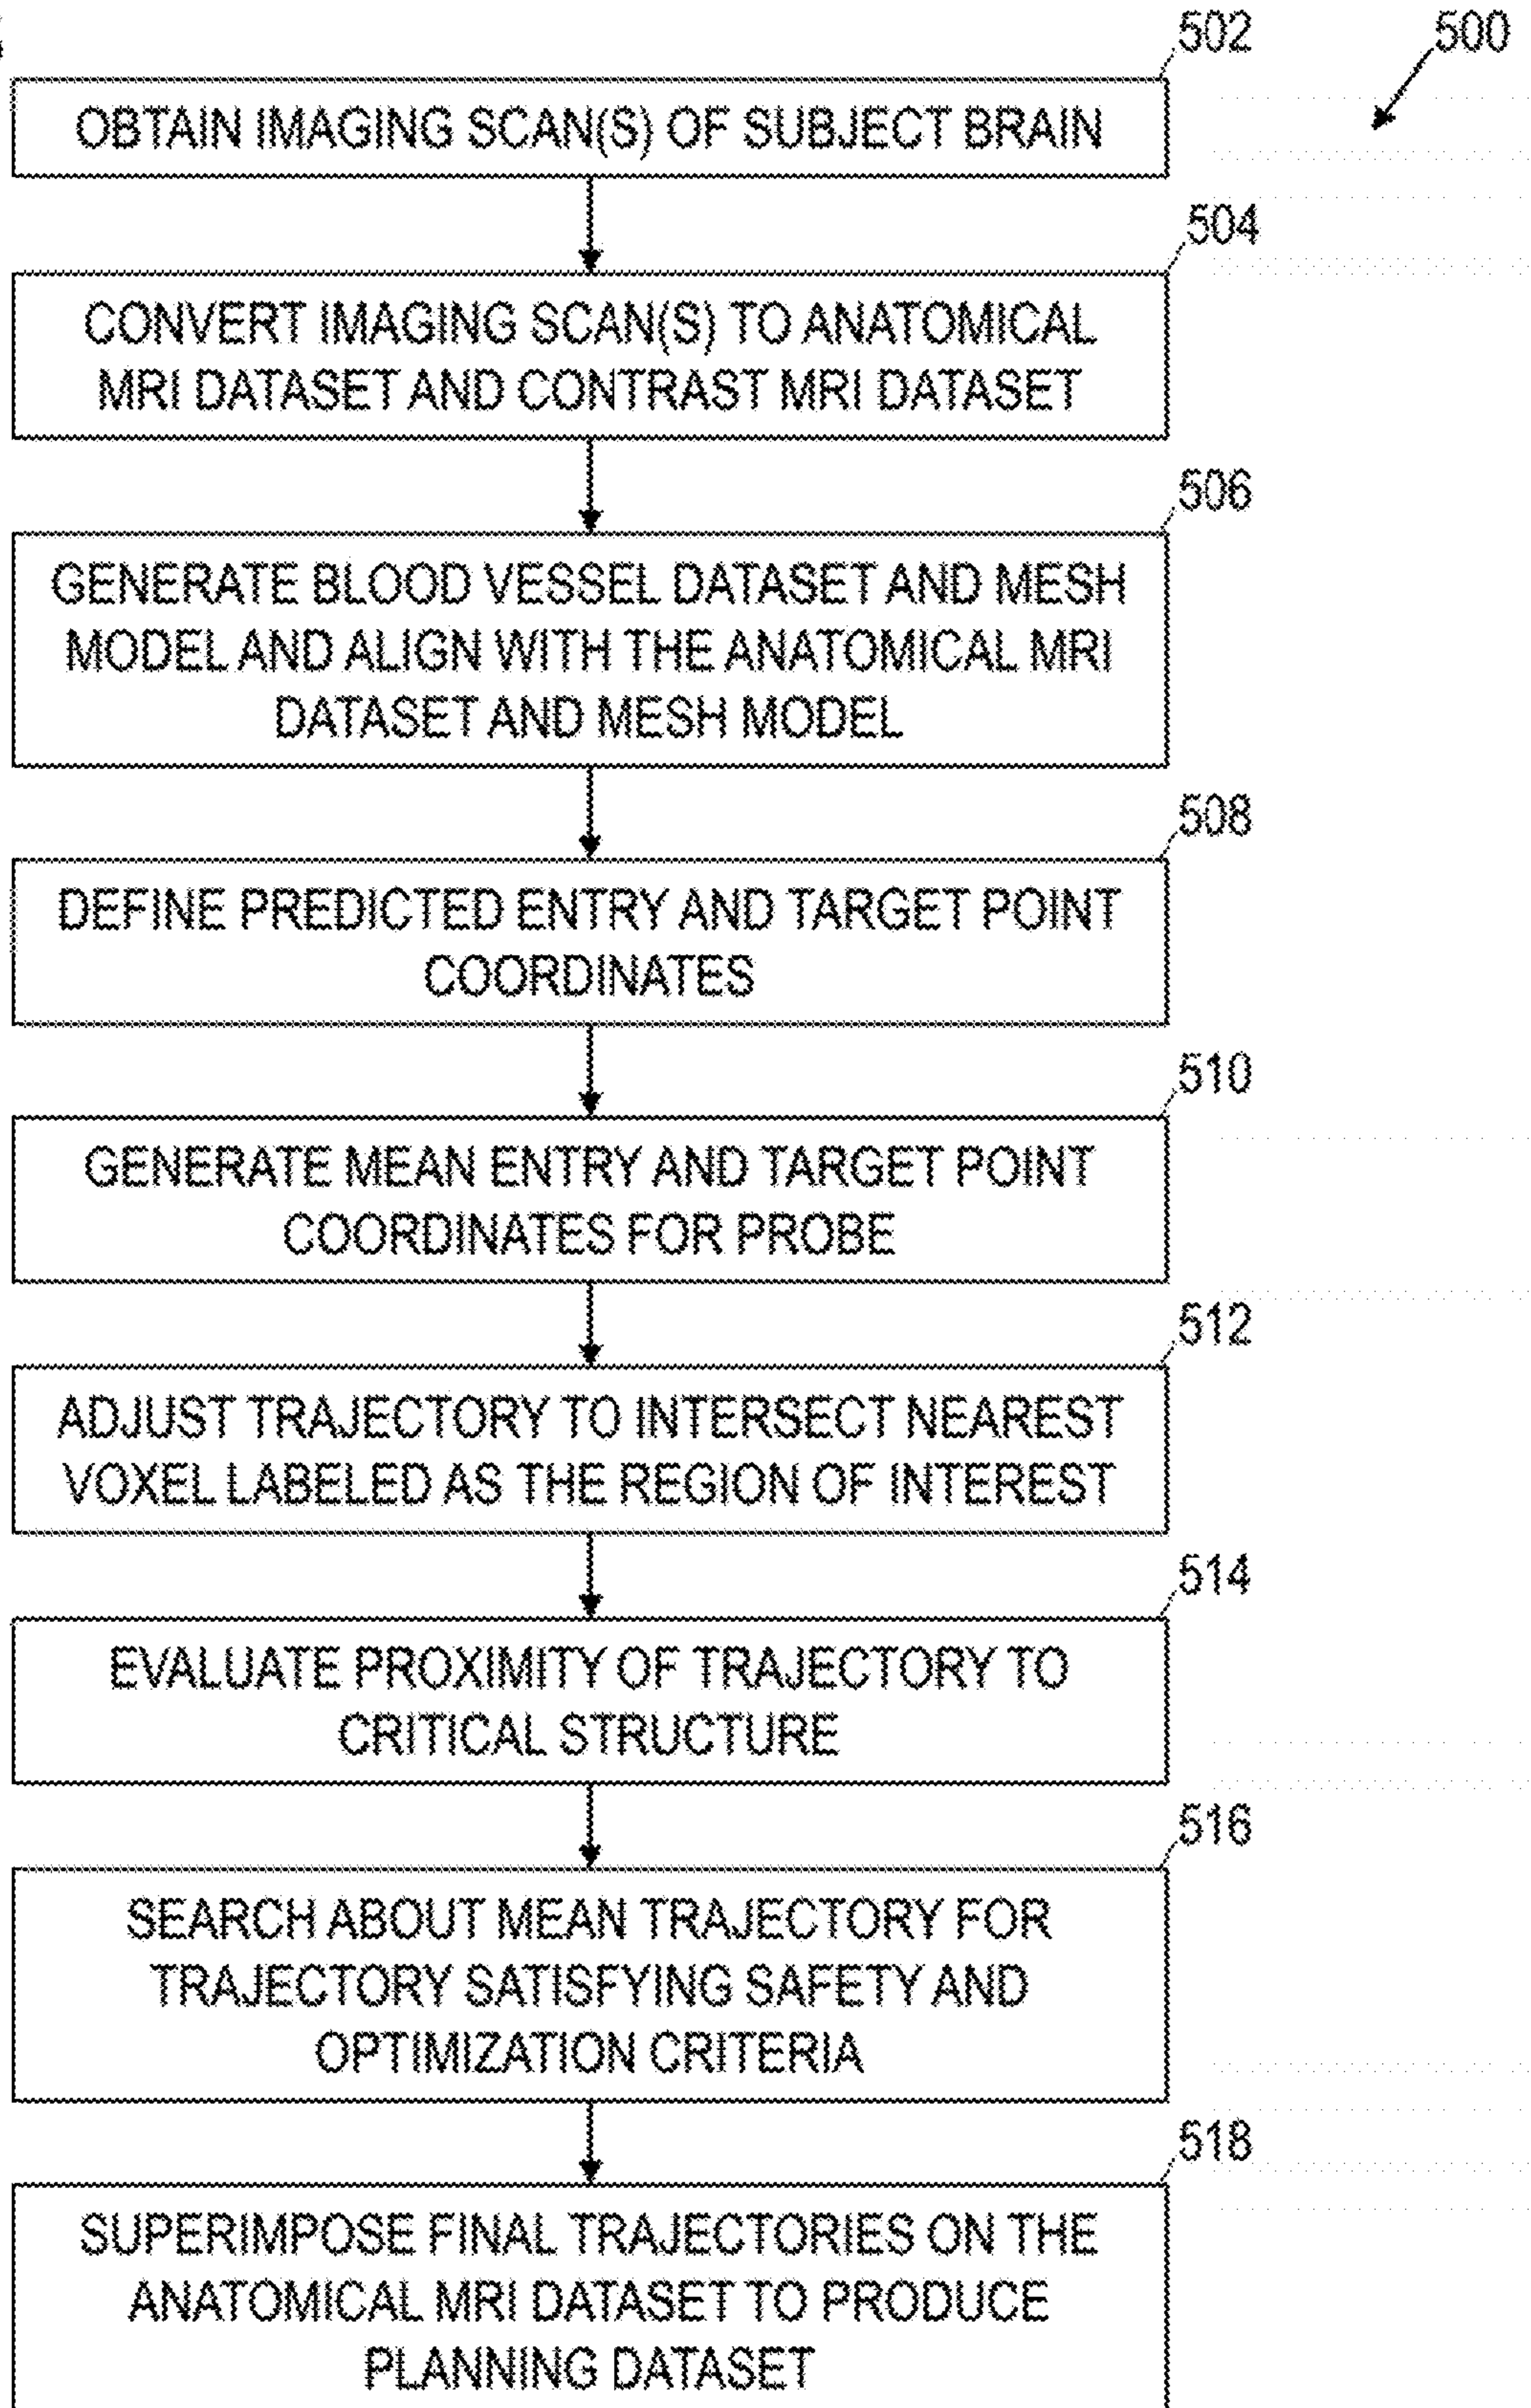 502
500
OBTAIN IMAGING SCAN(S) OF SUBJECT BRAIN
504
CONVERT IMAGING SCAN(S) TO ANATOMICAL
MRI DATASET AND CONTRAST MRI DATASET
506
GENERATE BLOOD VESSEL DATASET AND MESH
MODEL AND ALIGN WITH THE ANATOMICAL MRI
DATASET AND MESH MODEL
508
DEFINE PREDICTED ENTRY AND TARGET POINT
COORDINATES
510
GENERATE MEAN ENTRY AND TARGET POINT
COORDINATES FOR PROBE
512
ADJUST TRAJECTORY TO INTERSECT NEAREST
VOXEL LABELED AS THE REGION OF INTEREST
514
EVALUATE PROXIMITY OF TRAJECTORY TO
CRITICAL STRUCTURE
516
SEARCH ABOUT MEAN TRAJECTORY FOR
TRAJECTORY SATISFYING SAFETY AND
OPTIMIZATION CRITERIA
518
SUPERIMPOSE FINAL TRAJECTORIES ON THE
ANATOMICAL MRI DATASET TO PRODUCE
PLANNING DATASET